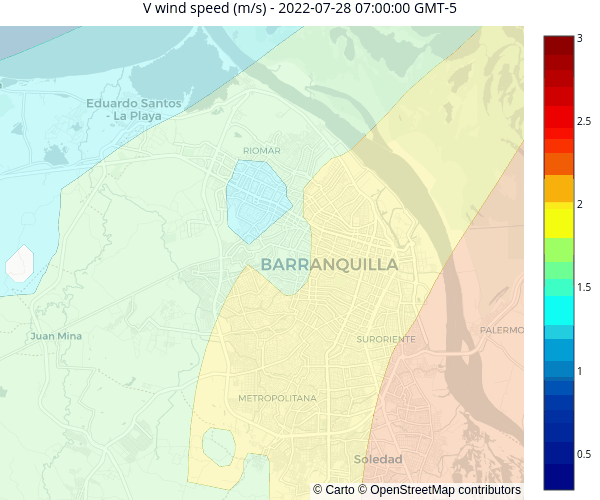 V wind speed (m/s) - 2022-07-28 07:00:00 GMT-5
3
Eduardo Santos
- La Playa
2.5
RIOMAR
2
BARRANQUILLA
1.5
PALERMO
Juan Mina
SURORIENTE
1
METROPOLITANA
0.5
Soledad
© Carto © OpenStreetMap contributors